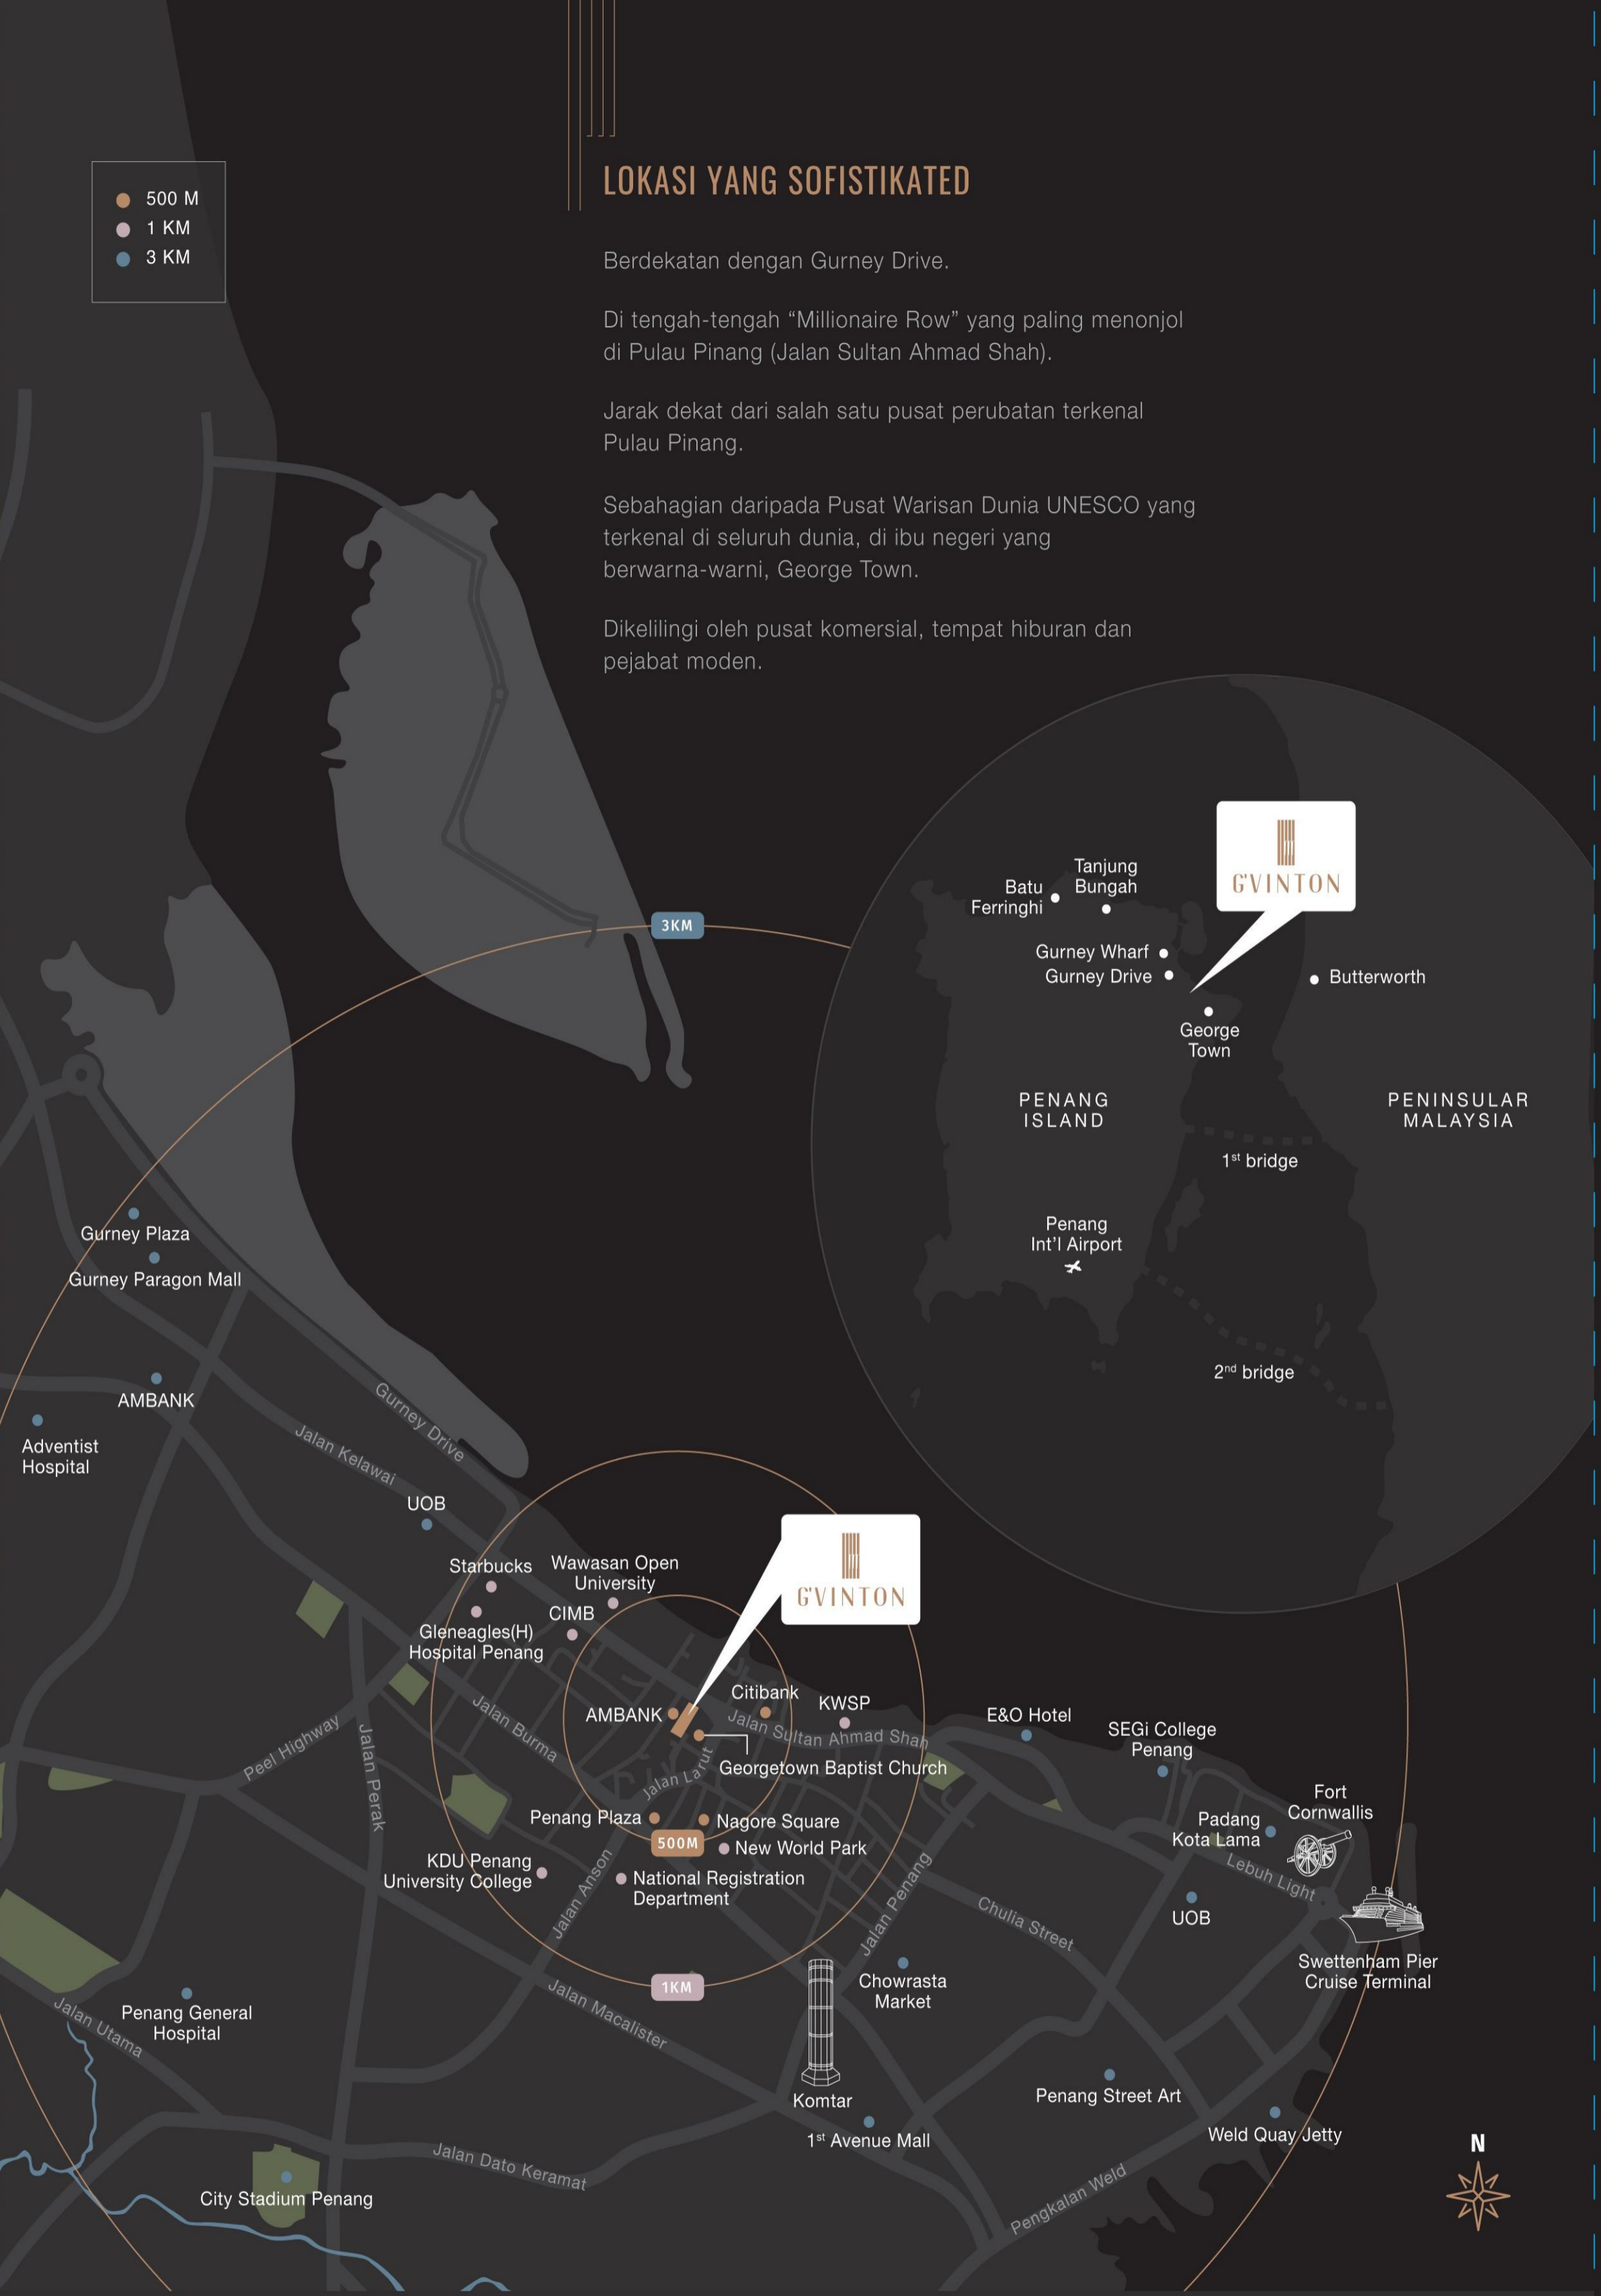 500 M
1 KM
3 KM
LOKASI YANG SOFISTIKATED
Berdekatan dengan Gurney Drive.
Di tengah-tengah “Millionaire Row” yang paling menonjol
di Pulau Pinang (Jalan Sultan Ahmad Shah).
Jarak dekat dari salah satu pusat perubatan terkenal
Pulau Pinang.
Sebahagian daripada Pusat Warisan Dunia UNESCO yang
terkenal di seluruh dunia, di ibu negeri yang
berwarna-warni, George Town.
Dikelilingi oleh pusat komersial, tempat hiburan dan
pejabat moden.
G'VINTON
Tanjung
Bungah
Batu
Ferringhi
Gurney Wharf
Gurney Drive
Butterworth
George
Town
PENANG
ISLAND
PENINSULAR
MALAYSIA
1st bridge
Penang
Int'l Airport
2nd bridge
3KM
Gurney Plaza
Gurney Paragon Mall
AMBANK
Adventist
Hospital
Gurney Drive
Jalan Kelawai
UOB
Starbucks
Wawasan Open
University
CIMB
Gleneagles(H)
Hospital Penang
G'VINTON
AMBANK
Citibank
KWSP
Jalan Sultan Ahmad Shah
Georgetown Baptist Church
E&O Hotel
SEGi College
Penang
Fort
Cornwallis
Padang
Kota Lama
Lebuh Light
UOB
Swettenham Pier
Cruise Terminal
Jalan Burma
Peel Highway
Jalan Perak
Jalan Larut
Penang Plaza
Nagore Square
500M
New World Park
KDU Penang
University College
National Registration
Department
Jalan Anson
Jalan Penang
Chulia Street
1KM
Chowrasta
Market
Jalan Macalister
Penang General
Hospital
Jalan Utama
Komtar
1st Avenue Mall
Penang Street Art
Weld Quay Jetty
Jalan Dato Keramat
City Stadium Penang
Pengkalan Weld
N